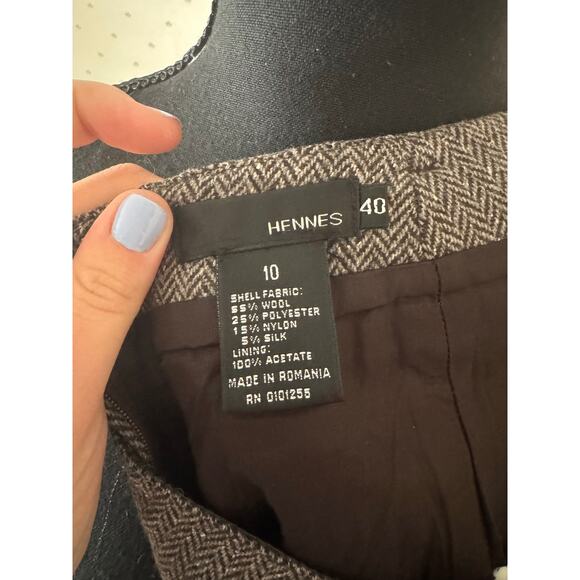 HENNES
40
10
SHELL FABRIC:
55% WOOL
25% POLYESTER
15% NYLON
5% SILK
LINING:
100% ACETATE
MADE IN ROMANIA
RN 0101255